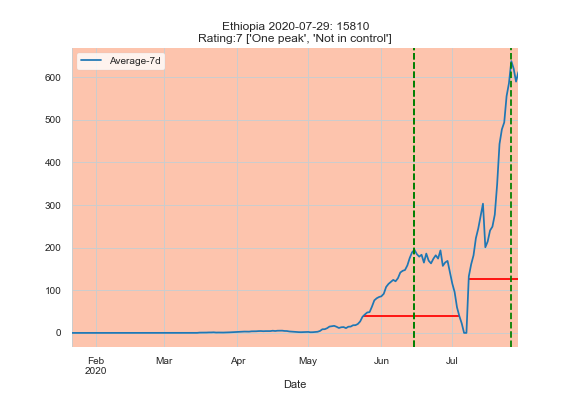 Ethiopia 2020-07-29: 15810
Rating:7 ['One peak', 'Not in control']
Average-7d
600
500
400
300
200
100
0
Feb
2020
Mar
Apr
May
Jun
Jul
Date